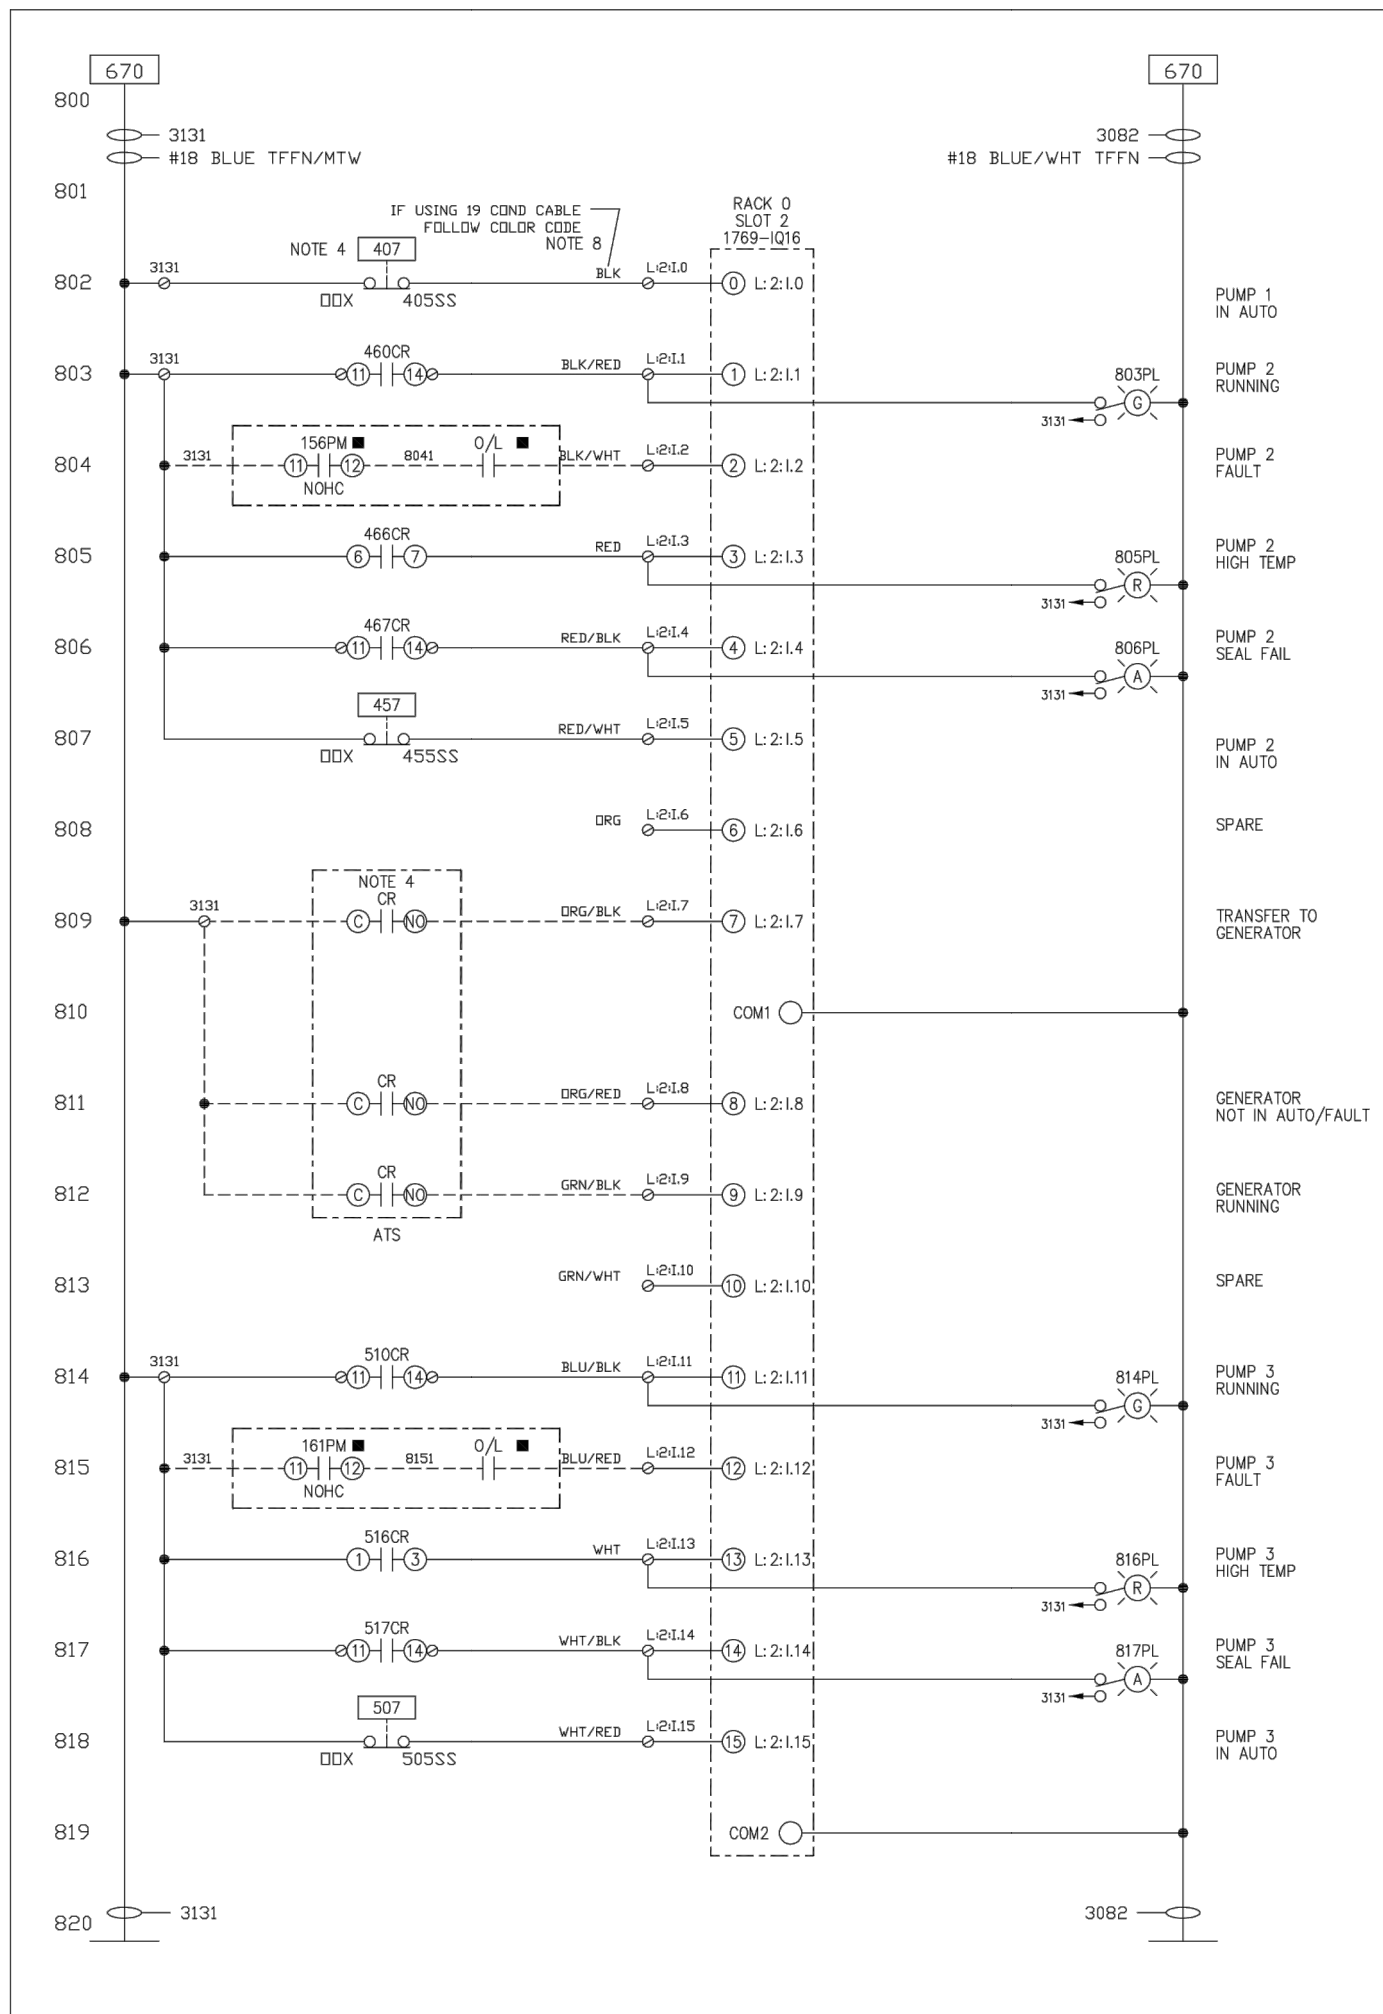 670
670
800
3131
3082
#18 BLUE TFFN/MTW
#18 BLUE/WHT TFFN
801
IF USING 19 COND CABLE
FOLLOW COLOR CODE
NOTE 8
RACK 0
SLOT 2
1769-IQ16
NOTE 4
407
802
3131
OOX
405SS
BLK
L:2:I.0
0
L:2:I.0
PUMP 1
IN AUTO
803
3131
460CR
11
14
BLK/RED
L:2:I.1
1
L:2:I.1
803PL
G
3131
PUMP 2
RUNNING
804
3131
156PM
11
12
NOHC
8041
O/L
BLK/WHT
L:2:I.2
2
L:2:I.2
PUMP 2
FAULT
805
466CR
6
7
RED
L:2:I.3
3
L:2:I.3
805PL
R
3131
PUMP 2
HIGH TEMP
806
467CR
11
14
RED/BLK
L:2:I.4
4
L:2:I.4
806PL
A
3131
PUMP 2
SEAL FAIL
457
807
OOX
455SS
RED/WHT
L:2:I.5
5
L:2:I.5
PUMP 2
IN AUTO
808
ORG
L:2:I.6
6
L:2:I.6
SPARE
NOTE 4
809
3131
CR
C
NO
ORG/BLK
L:2:I.7
7
L:2:I.7
TRANSFER TO
GENERATOR
810
COM1
811
CR
C
NO
ORG/RED
L:2:I.8
8
L:2:I.8
GENERATOR
NOT IN AUTO/FAULT
812
CR
C
NO
GRN/BLK
L:2:I.9
9
L:2:I.9
GENERATOR
RUNNING
ATS
813
GRN/WHT
L:2:I.10
10
L:2:I.10
SPARE
814
3131
510CR
11
14
BLU/BLK
L:2:I.11
11
L:2:I.11
814PL
G
3131
PUMP 3
RUNNING
815
3131
161PM
11
12
NOHC
8151
O/L
BLU/RED
L:2:I.12
12
L:2:I.12
PUMP 3
FAULT
816
516CR
1
3
WHT
L:2:I.13
13
L:2:I.13
816PL
R
3131
PUMP 3
HIGH TEMP
817
517CR
11
14
WHT/BLK
L:2:I.14
14
L:2:I.14
817PL
A
3131
PUMP 3
SEAL FAIL
507
818
OOX
505SS
WHT/RED
L:2:I.15
15
L:2:I.15
PUMP 3
IN AUTO
819
COM2
820
3131
3082